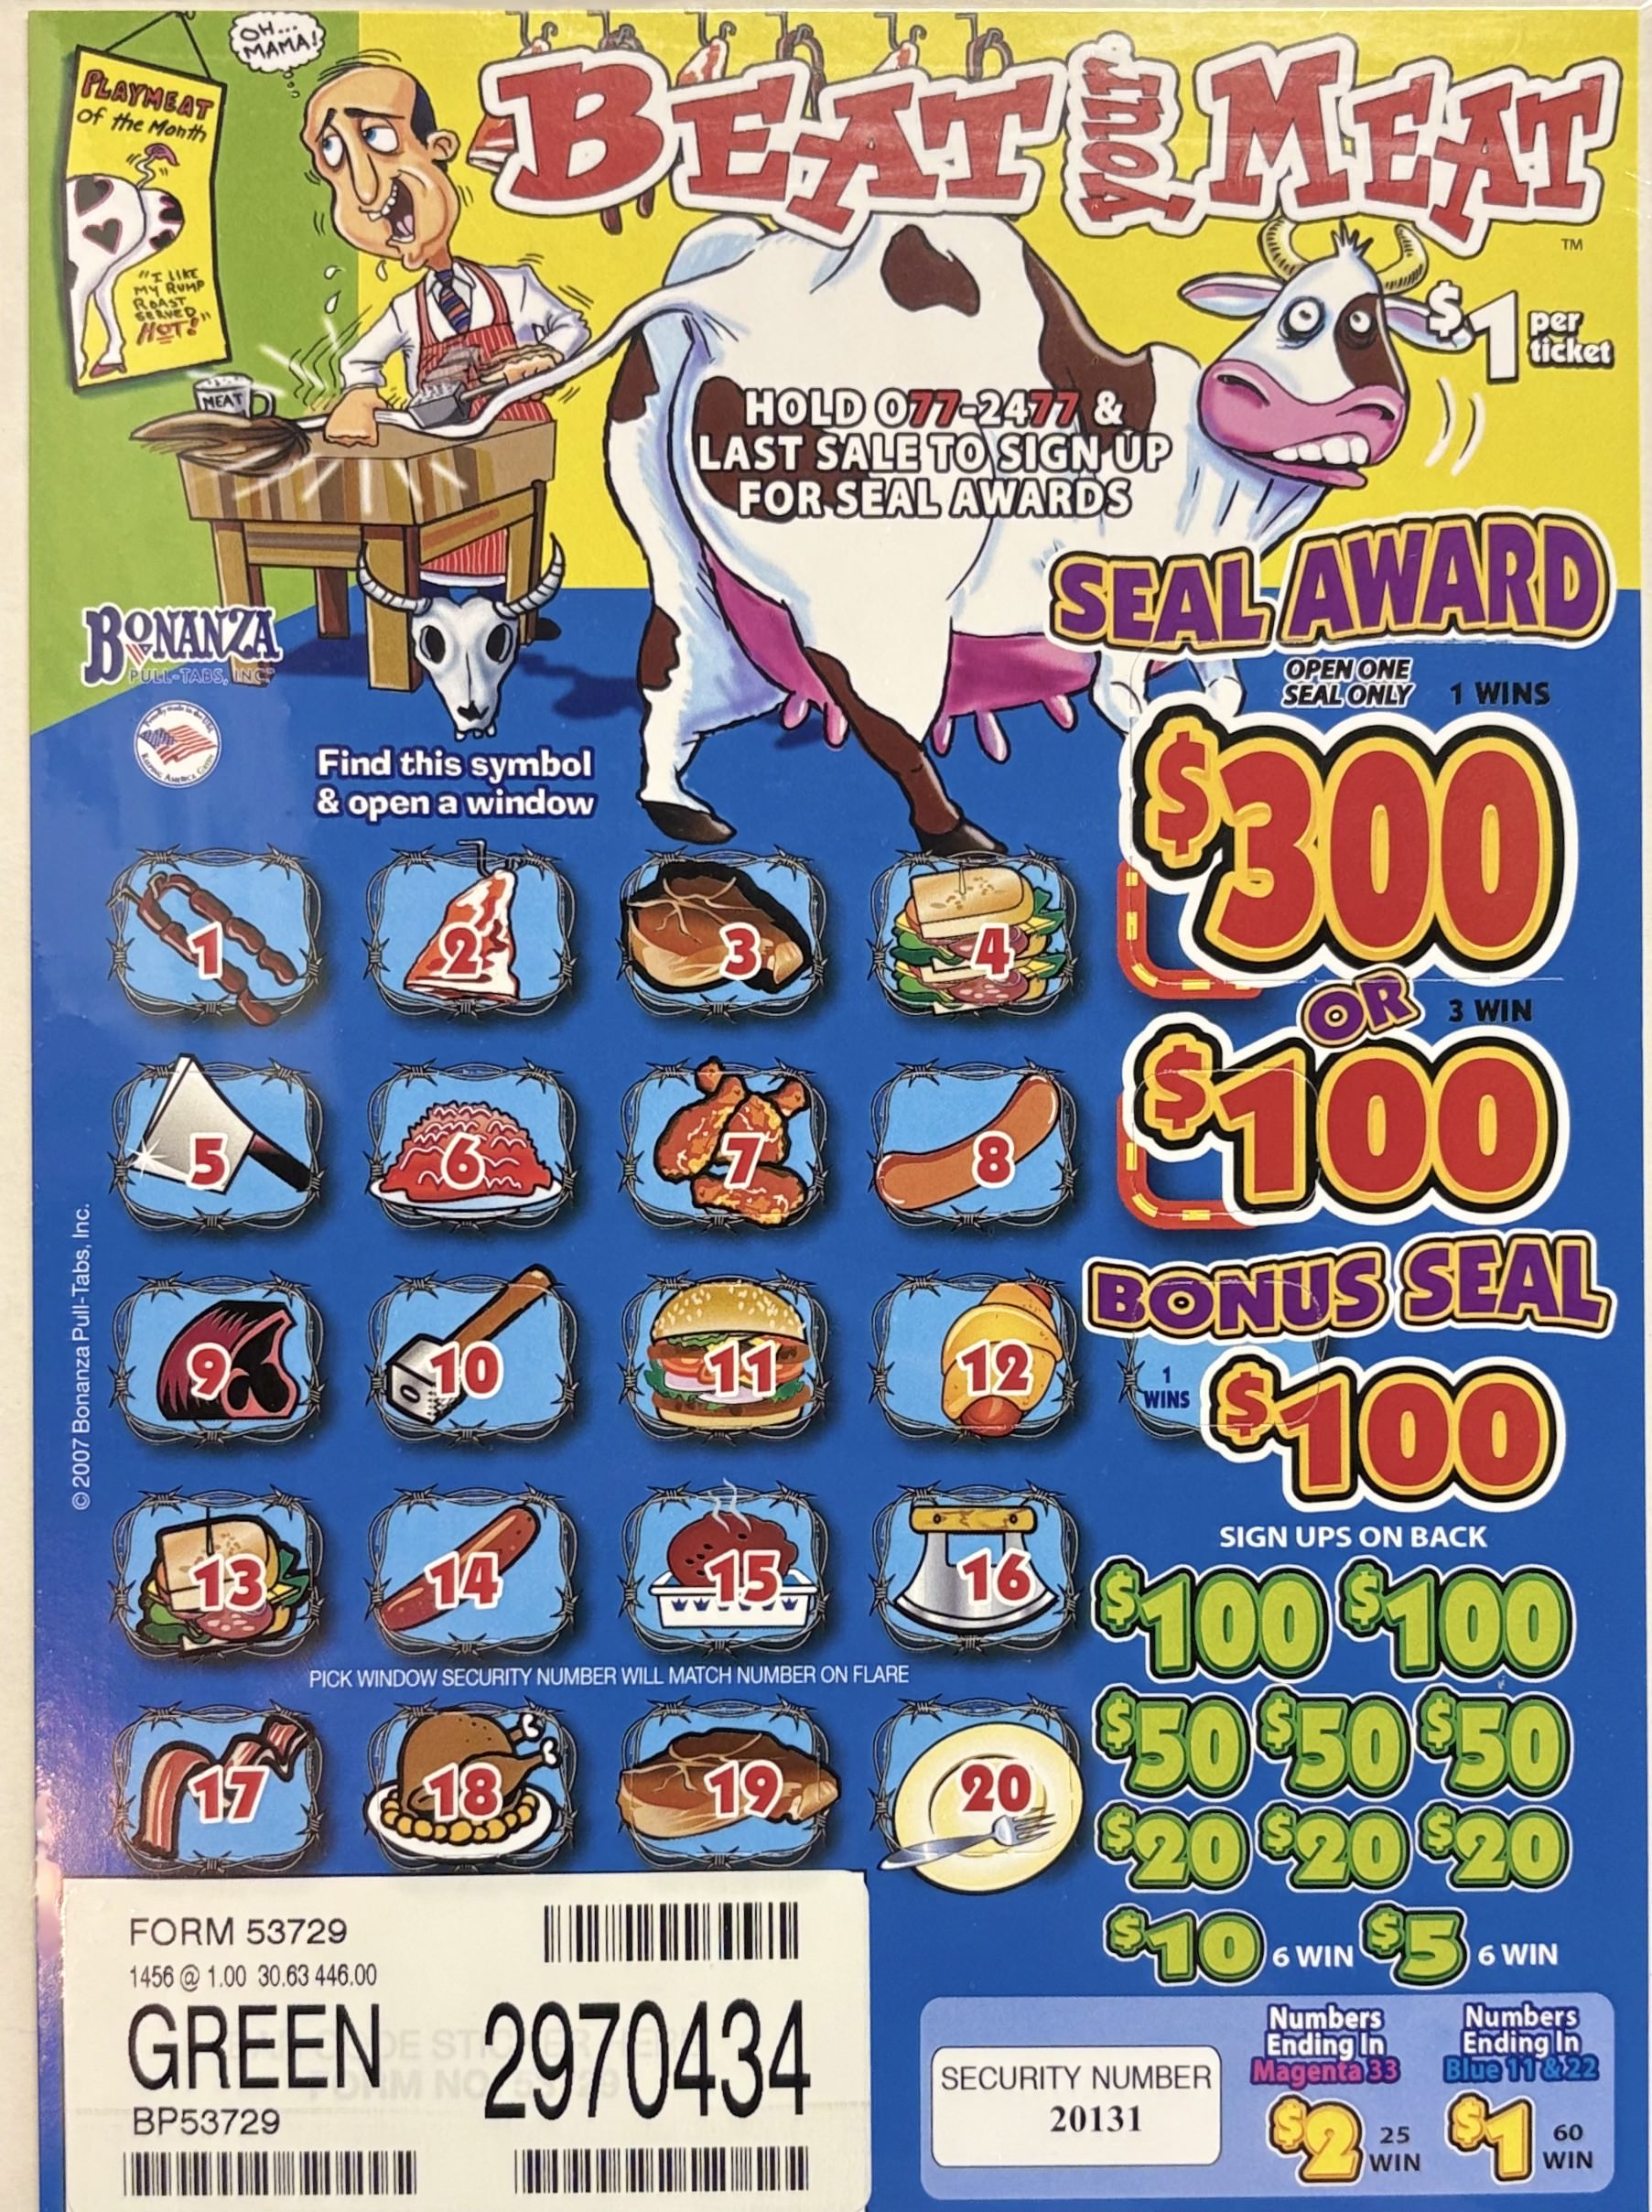 OH...
MAMA!
PLAYMEAT
of the Month
"I LIKE
MY RUMP
ROAST
SERVED
HOT!"
MEAT
BEAT YOUR MEAT
TM
$1 per
ticket
HOLD 077-2477 &
LAST SALE TO SIGN UP
FOR SEAL AWARDS
BONANZA
PULL-TABS, INC.
Find this symbol
& open a window
SEAL AWARD
OPEN ONE
SEAL ONLY
1 WINS
$300
OR
3 WIN
$100
BONUS SEAL
1
WINS
$100
1 2 3 4
5 6 7 8
9 10 11 12
13 14 15 16
PICK WINDOW SECURITY NUMBER WILL MATCH NUMBER ON FLARE
17 18 19 20
© 2007 Bonanza Pull-Tabs, Inc.
SIGN UPS ON BACK
$100 $100
$50 $50 $50
$20 $20 $20
$10 6 WIN $5 6 WIN
FORM 53729
1456 @ 1.00 30.63 446.00
GREEN 2970434
BP53729
SECURITY NUMBER
20131
Numbers
Ending In
Magenta 33
$2 25
WIN
Numbers
Ending In
Blue 11 & 22
$1 60
WIN